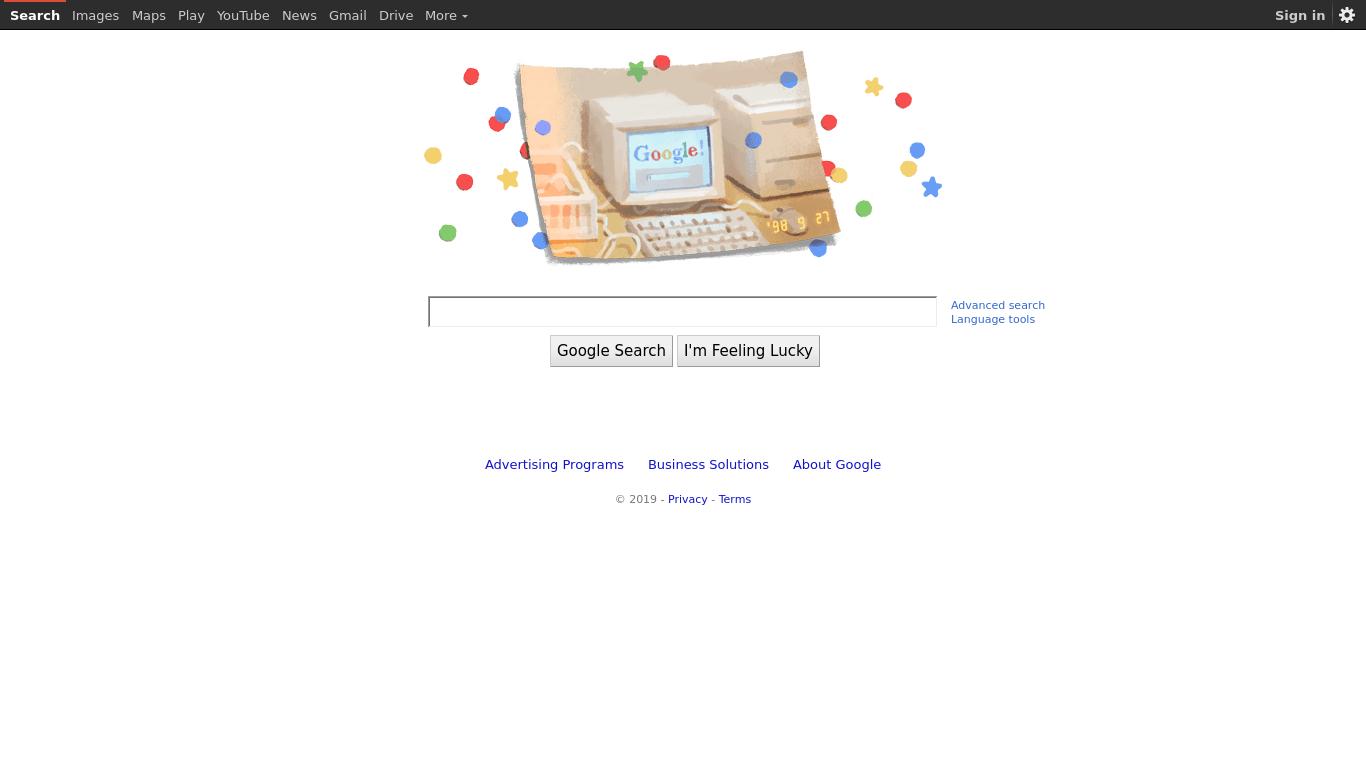 Search Images Maps Play YouTube News Gmail Drive More Sign in
Google!
'98 9 27
Advanced search
Language tools
Google Search I'm Feeling Lucky
Advertising Programs Business Solutions About Google
© 2019 - Privacy - Terms